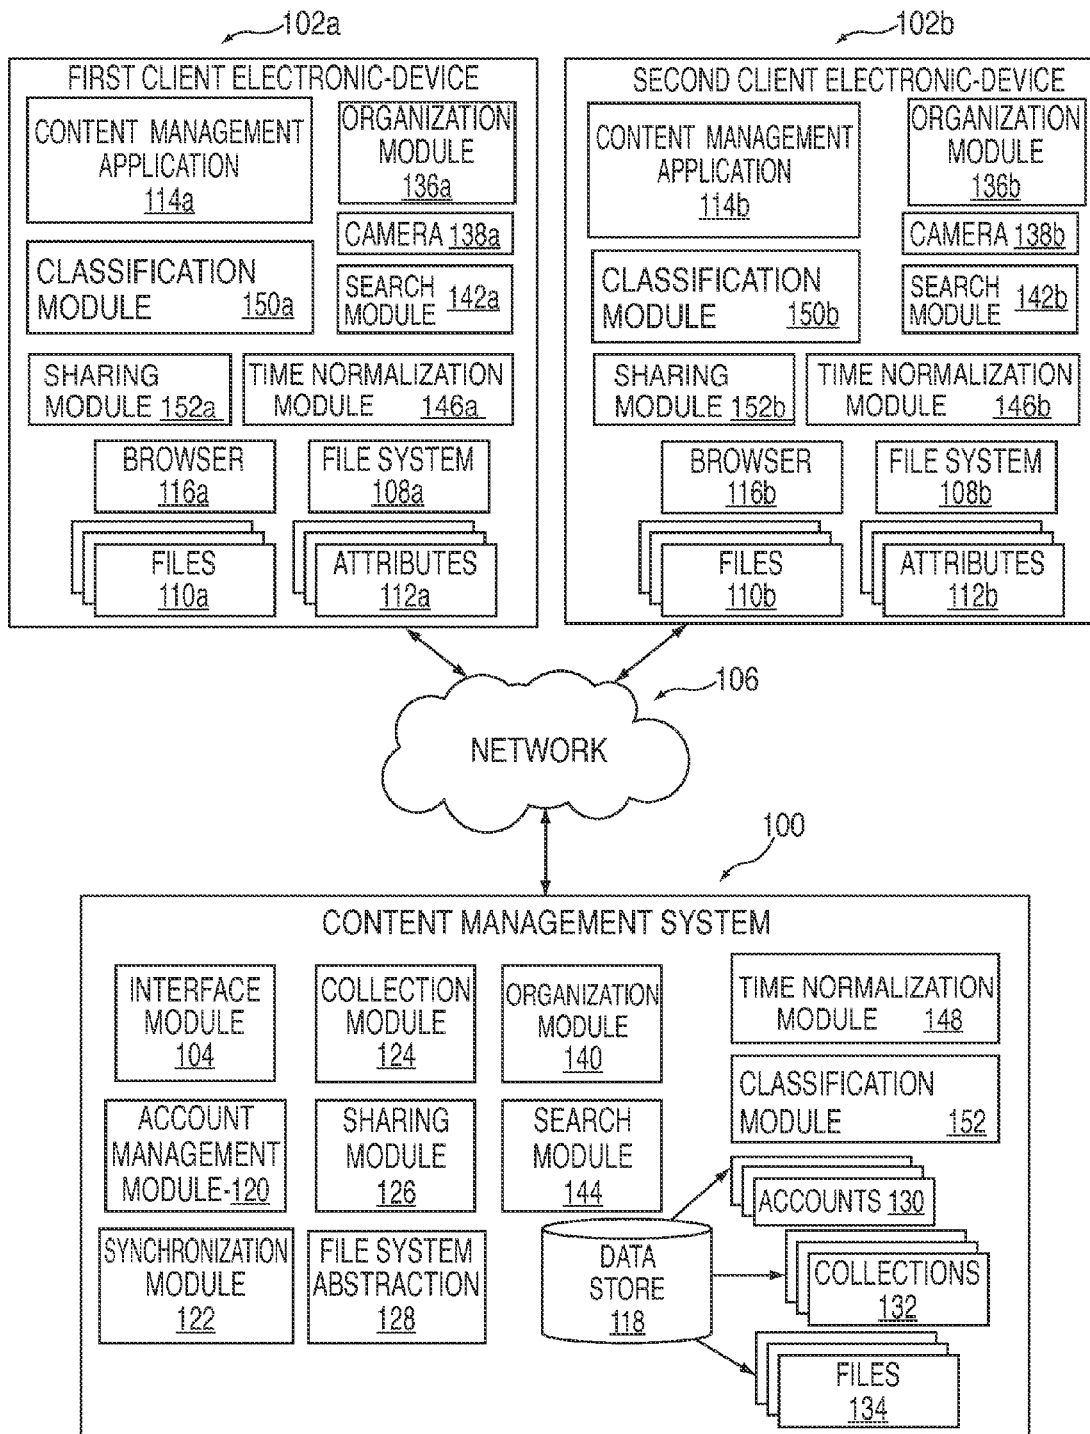 102a
FIRST CLIENT ELECTRONIC-DEVICE
CONTENT MANAGEMENT
APPLICATION
114a
ORGANIZATION
MODULE
136a
CAMERA 138a
CLASSIFICATION
MODULE 150a
SEARCH
MODULE 142a
SHARING
MODULE 152a
TIME NORMALIZATION
MODULE 146a
BROWSER
116a
FILE SYSTEM
108a
FILES
110a
ATTRIBUTES
112a
102b
SECOND CLIENT ELECTRONIC-DEVICE
CONTENT MANAGEMENT
APPLICATION
114b
ORGANIZATION
MODULE
136b
CAMERA 138b
CLASSIFICATION
MODULE 150b
SEARCH
MODULE 142b
SHARING
MODULE 152b
TIME NORMALIZATION
MODULE 146b
BROWSER
116b
FILE SYSTEM
108b
FILES
110b
ATTRIBUTES
112b
106
NETWORK
100
CONTENT MANAGEMENT SYSTEM
INTERFACE
MODULE
104
COLLECTION
MODULE
124
ORGANIZATION
MODULE
140
TIME NORMALIZATION
MODULE 148
ACCOUNT
MANAGEMENT
MODULE-120
SHARING
MODULE
126
SEARCH
MODULE
144
CLASSIFICATION
MODULE 152
SYNCHRONIZATION
MODULE
122
FILE SYSTEM
ABSTRACTION
128
DATA
STORE
118
ACCOUNTS 130
COLLECTIONS
132
FILES
134